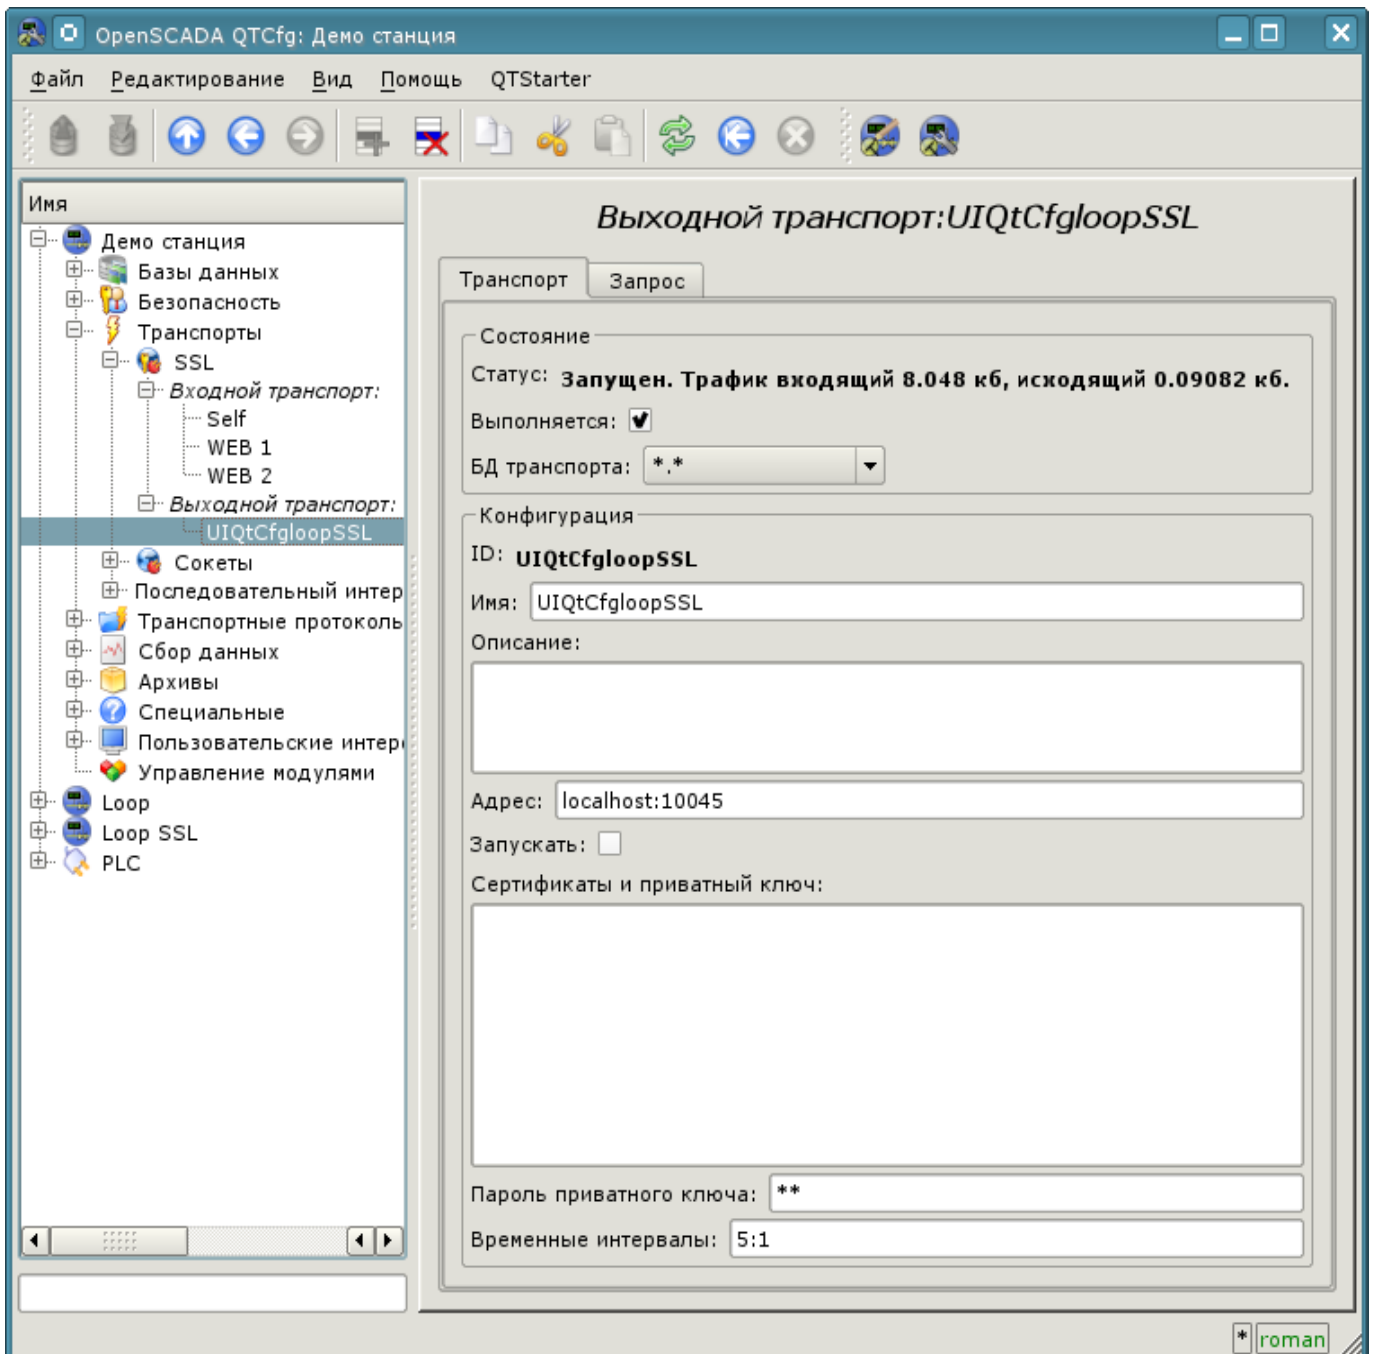 OpenSCADA QTCfg: Демо станция
Файл Редактирование Вид Помощь QTStarter
Имя
Демо станция
Базы данных
Безопасность
Транспорты
SSL
Входной транспорт:
Self
WEB 1
WEB 2
Выходной транспорт:
UIQtCfgloopSSL
Сокеты
Последовательный интер
Транспортные протоколь
Сбор данных
Архивы
Специальные
Пользовательские интер
Управление модулями
Loop
Loop SSL
PLC
Выходной транспорт:UIQtCfgloopSSL
Транспорт Запрос
Состояние
Статус: Запущен. Трафик входящий 8.048 кб, исходящий 0.09082 кб.
Выполняется:
БД транспорта: *.*
Конфигурация
ID: UIQtCfgloopSSL
Имя: UIQtCfgloopSSL
Описание:
Адрес: localhost:10045
Запускать:
Сертификаты и приватный ключ:
Пароль приватного ключа: **
Временные интервалы: 5:1
* roman